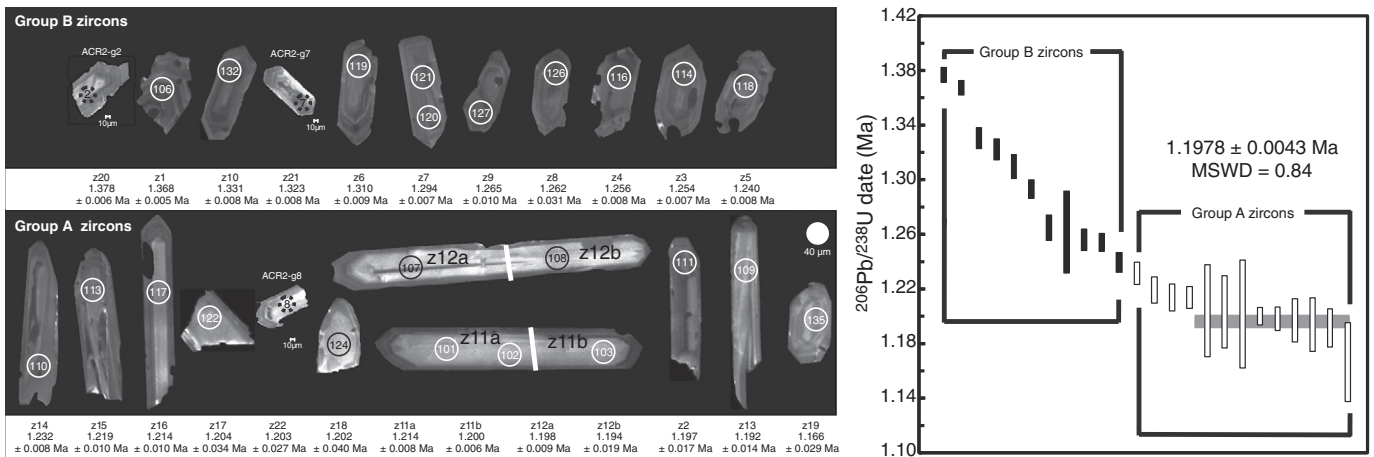 Group B zircons
ACR2-g2
ACR2-g7
2
106
132
7
119
121
120
127
126
116
114
118
10µm
10µm
z20 z1 z10 z21 z6 z7 z9 z8 z4 z3 z5
1.378 1.368 1.331 1.323 1.310 1.294 1.265 1.262 1.256 1.254 1.240
± 0.006 Ma ± 0.005 Ma ± 0.008 Ma ± 0.008 Ma ± 0.009 Ma ± 0.007 Ma ± 0.010 Ma ± 0.031 Ma ± 0.008 Ma ± 0.007 Ma ± 0.008 Ma
Group A zircons
ACR2-g8
z12a
z12b
40 µm
110
113
117
122
8
10µm
124
107
108
z11a
z11b
101
102
103
111
109
135
z14 z15 z16 z17 z22 z18 z11a z11b z12a z12b z2 z13 z19
1.232 1.219 1.214 1.204 1.203 1.202 1.214 1.200 1.198 1.194 1.197 1.192 1.166
± 0.008 Ma ± 0.010 Ma ± 0.010 Ma ± 0.034 Ma ± 0.027 Ma ± 0.040 Ma ± 0.008 Ma ± 0.006 Ma ± 0.009 Ma ± 0.019 Ma ± 0.017 Ma ± 0.014 Ma ± 0.029 Ma
206Pb/238U date (Ma)
1.42
1.38
1.34
1.30
1.26
1.22
1.18
1.14
1.10
Group B zircons
1.1978 ± 0.0043 Ma
MSWD = 0.84
Group A zircons